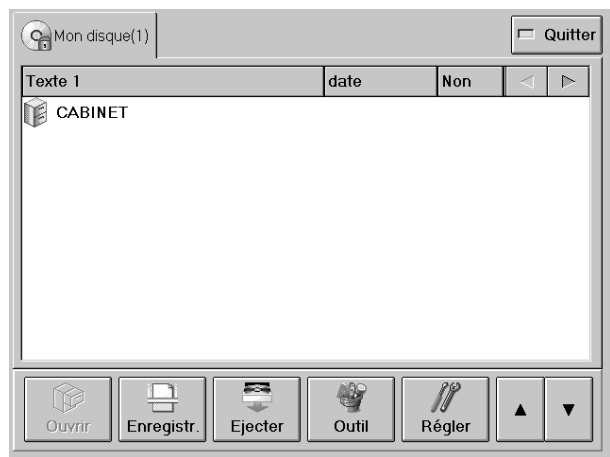 Mon disque(1)
Quitter
Texte 1 date Non
CABINET
Ouvrir Enregistr. Ejecter Outil Régler